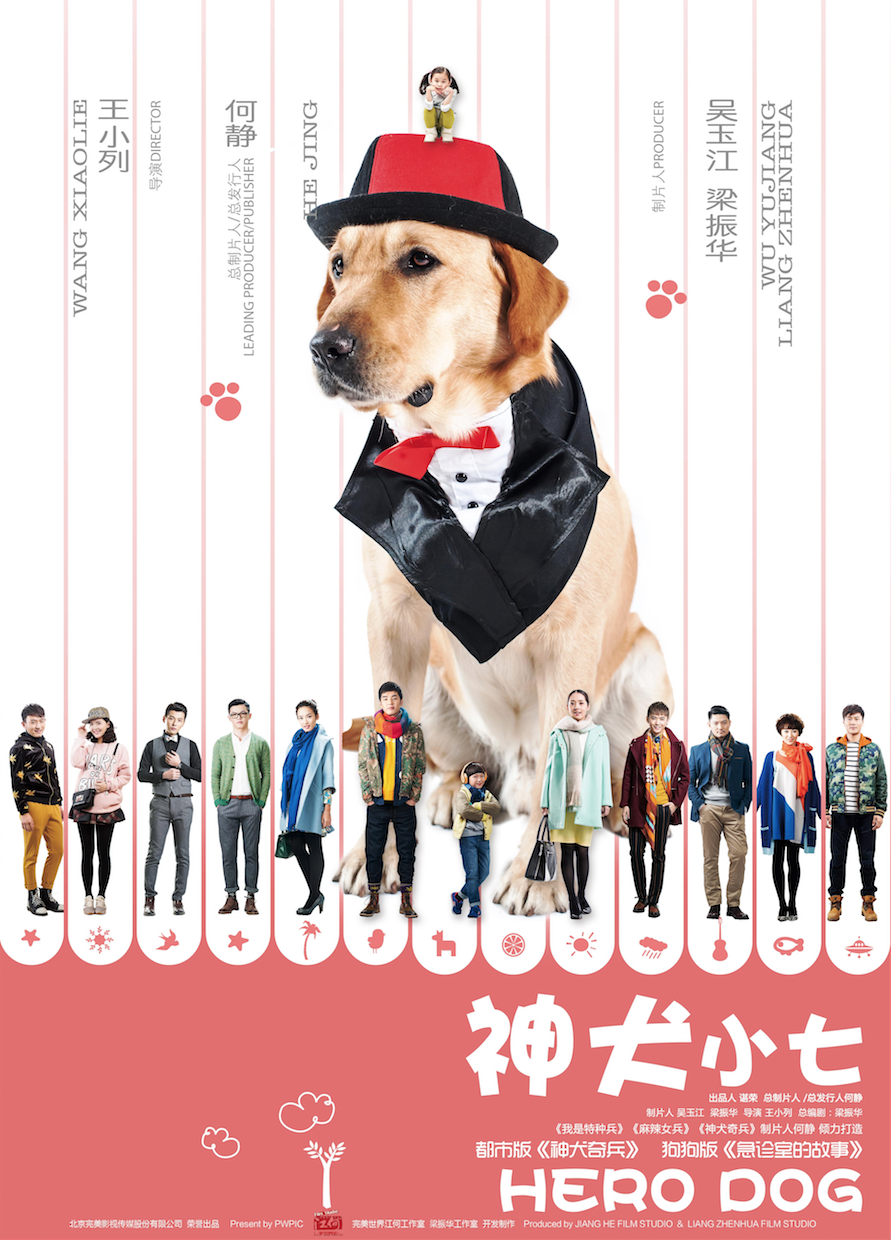 王小列
WANG XIAOLIE
导演DIRECTOR
何静
总制片人/总发行人
LEADING PRODUCER/PUBLISHER
HE JING
制片人PRODUCER
吴玉江 梁振华
WU YUJIANG
LIANG ZHENHUA
神犬小七
出品人 谌荣 总制片人/总发行人何静
制片人 吴玉江 梁振华 导演 王小列 总编剧：梁振华
《我是特种兵》《麻辣女兵》《神犬奇兵》制片人何静 倾力打造
都市版《神犬奇兵》 狗狗版《急诊室的故事》
HERO DOG
北京完美影视传媒股份有限公司 荣誉出品 Present by PWPIC 完美世界江何工作室 梁振华工作室 开发制作 Produced by JIANG HE FILM STUDIO & LIANG ZHENHUA FILM STUDIO